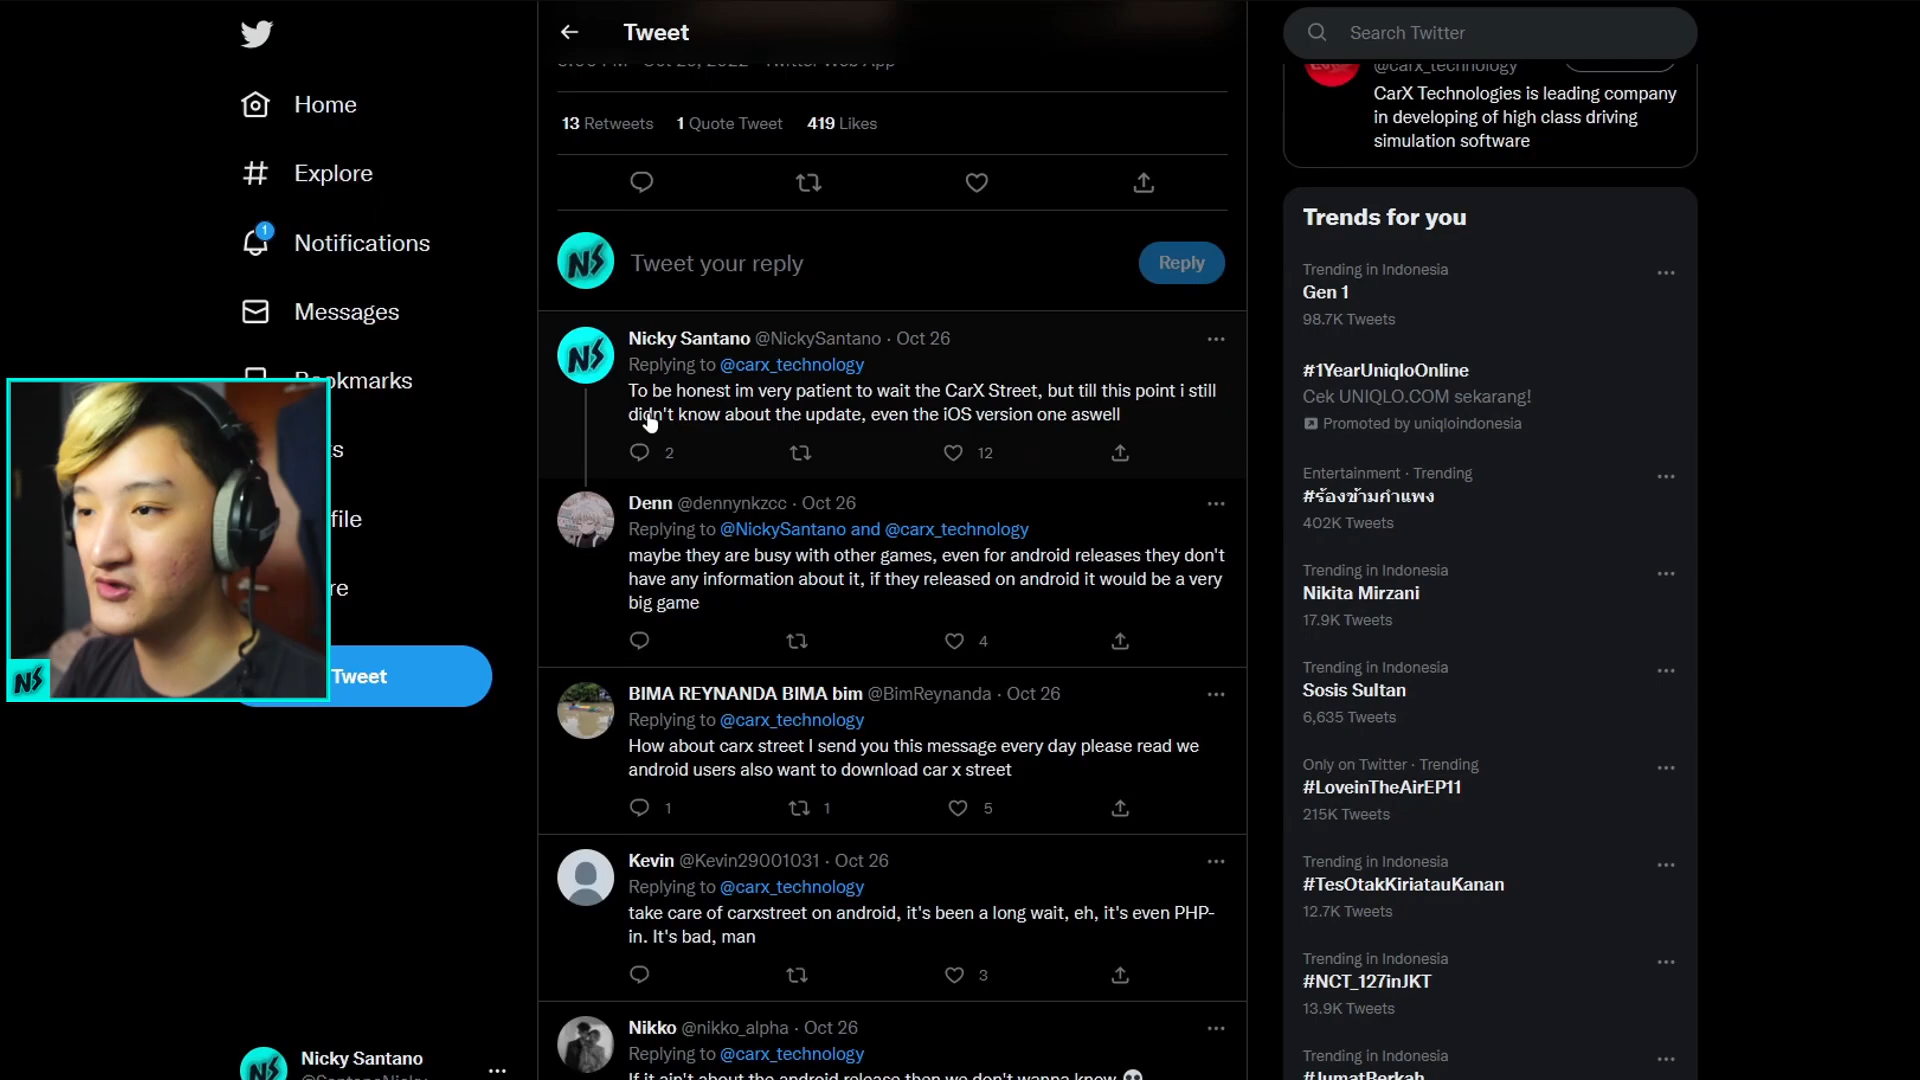 Home
Explore
Notifications
1
Messages
Bookmarks
Tweet
NS
Nicky Santano
Tweet
13 Retweets 1 Quote Tweet 419 Likes
NS
Tweet your reply
Reply
NS
Nicky Santano @NickySantano · Oct 26
Replying to @carx_technology
To be honest im very patient to wait the CarX Street, but till this point i still
didn't know about the update, even the iOS version one aswell
2 12
Denn @dennynkzcc · Oct 26
Replying to @NickySantano and @carx_technology
maybe they are busy with other games, even for android releases they don't
have any information about it, if they released on android it would be a very
big game
4
BIMA REYNANDA BIMA bim @BimReynanda · Oct 26
Replying to @carx_technology
How about carx street I send you this message every day please read we
android users also want to download car x street
1 1 5
Kevin @Kevin29001031 · Oct 26
Replying to @carx_technology
take care of carxstreet on android, it's been a long wait, eh, it's even PHP-
in. It's bad, man
3
Nikko @nikko_alpha · Oct 26
Replying to @carx_technology
If it ain't about the android release then we don't wanna know
Search Twitter
@carx_technology
CarX Technologies is leading company
in developing of high class driving
simulation software
Trends for you
Trending in Indonesia
Gen 1
98.7K Tweets
#1YearUniqloOnline
Cek UNIQLO.COM sekarang!
Promoted by uniqloindonesia
Entertainment · Trending
#ร้องข้ามกำแพง
402K Tweets
Trending in Indonesia
Nikita Mirzani
17.9K Tweets
Trending in Indonesia
Sosis Sultan
6,635 Tweets
Only on Twitter · Trending
#LoveinTheAirEP11
215K Tweets
Trending in Indonesia
#TesOtakKiriatauKanan
12.7K Tweets
Trending in Indonesia
#NCT_127inJKT
13.9K Tweets
Trending in Indonesia
#JumatBerkah